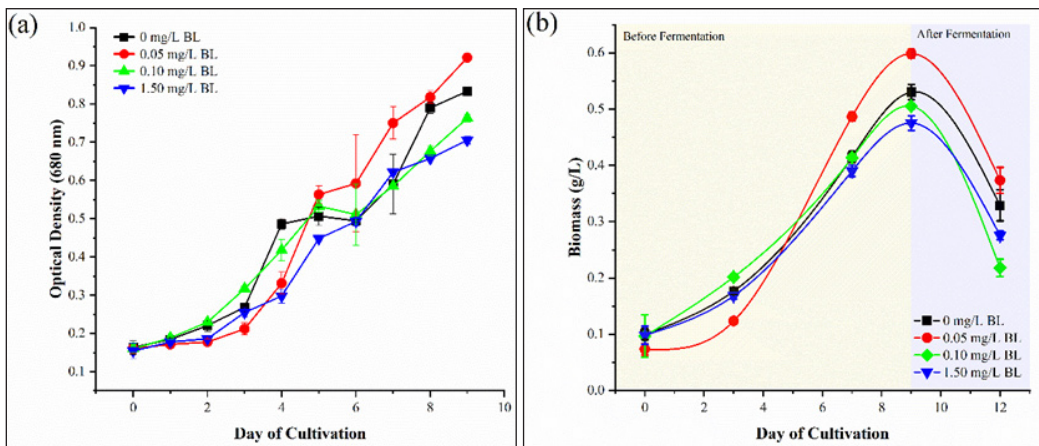 (a)
1.0
0.9
0.8
0.7
0.6
0.5
0.4
0.3
0.2
0.1
Optical Density (680 nm)
0 mg/L BL
0.05 mg/L BL
0.10 mg/L BL
1.50 mg/L BL
0 2 4 6 8 10
Day of Cultivation
(b)
Before Fermentation
After Fermentation
0.6
0.5
0.4
0.3
0.2
0.1
0.0
Biomass (g/L)
0 mg/L BL
0.05 mg/L BL
0.10 mg/L BL
1.50 mg/L BL
0 2 4 6 8 10 12
Day of Cultivation